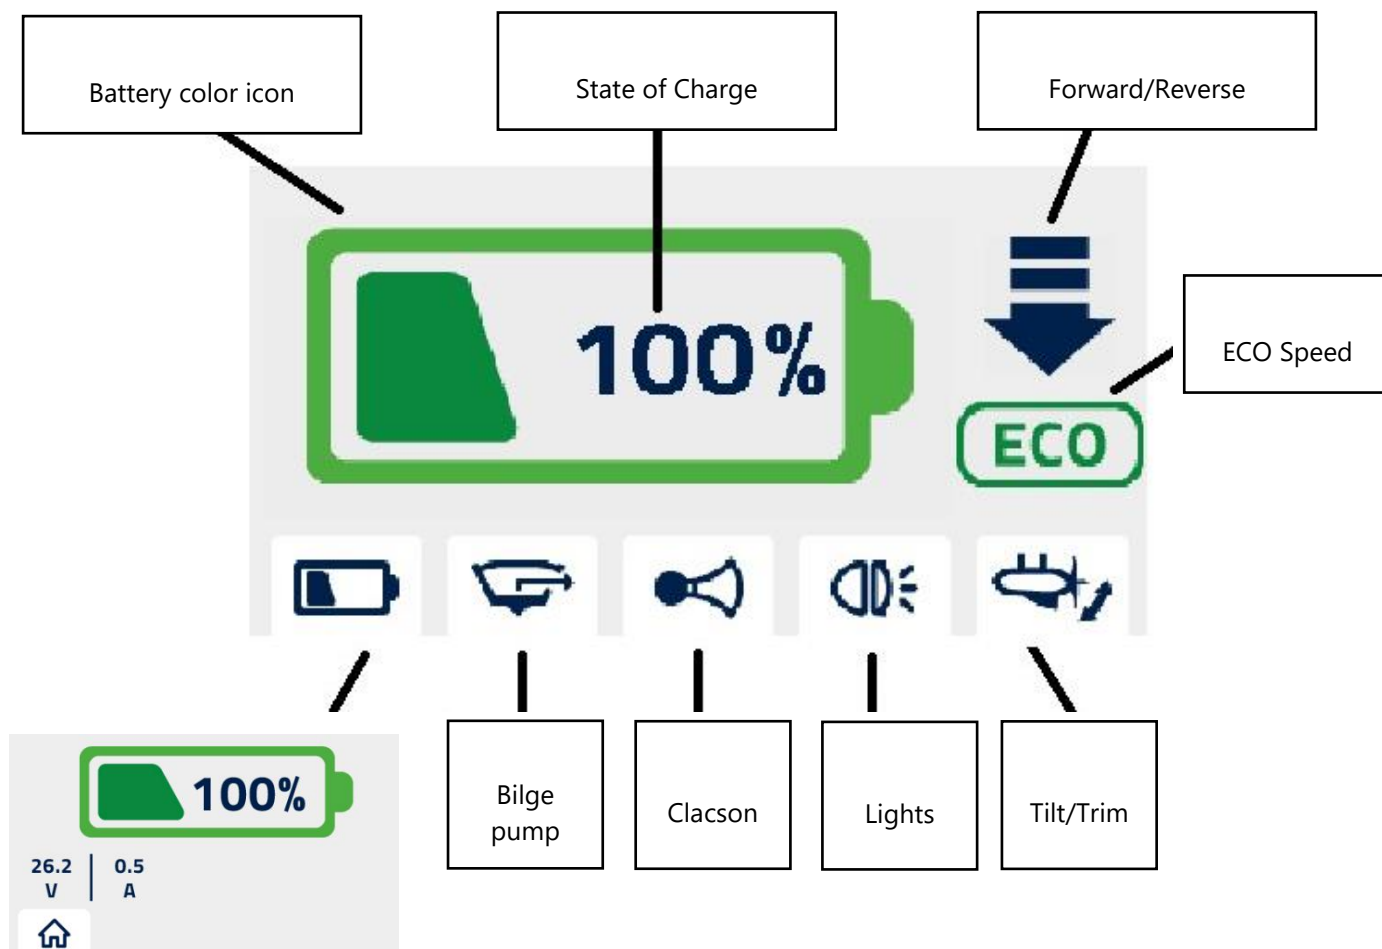 Battery color icon
State of Charge
Forward/Reverse
100%
ECO Speed
ECO
Bilge
pump
Clacson
Lights
Tilt/Trim
100%
26.2
V
0.5
A